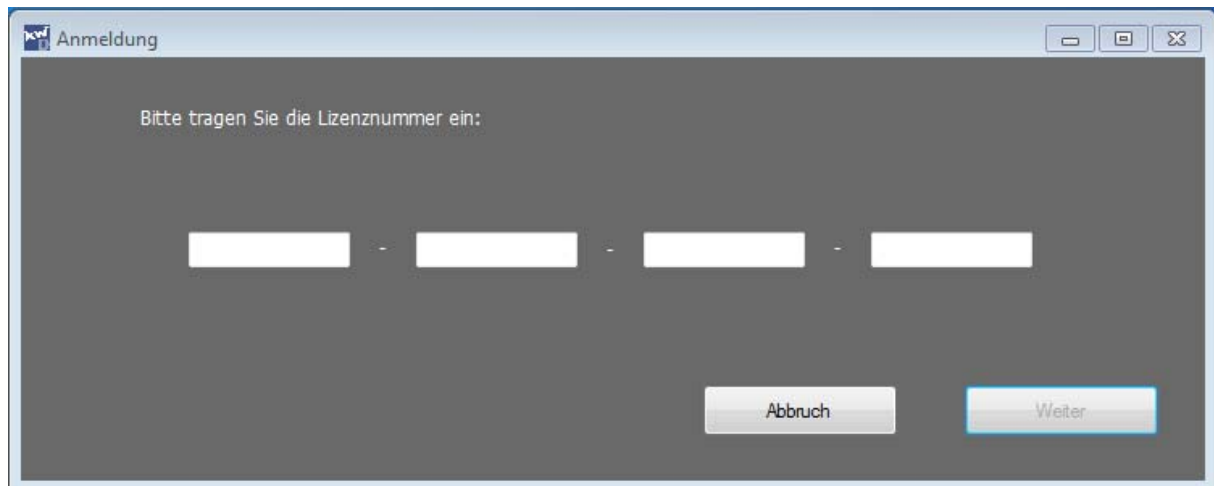 Anmeldung
Bitte tragen Sie die Lizenznummer ein:
- - -
Abbruch Weiter